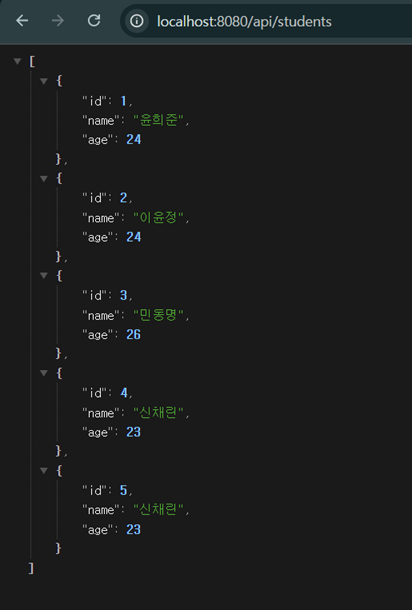 localhost:8080/api/students
[
{
"id": 1,
"name": "윤희준",
"age": 24
},
{
"id": 2,
"name": "이윤정",
"age": 24
},
{
"id": 3,
"name": "민동명",
"age": 26
},
{
"id": 4,
"name": "신채린",
"age": 23
},
{
"id": 5,
"name": "신채린",
"age": 23
}
]